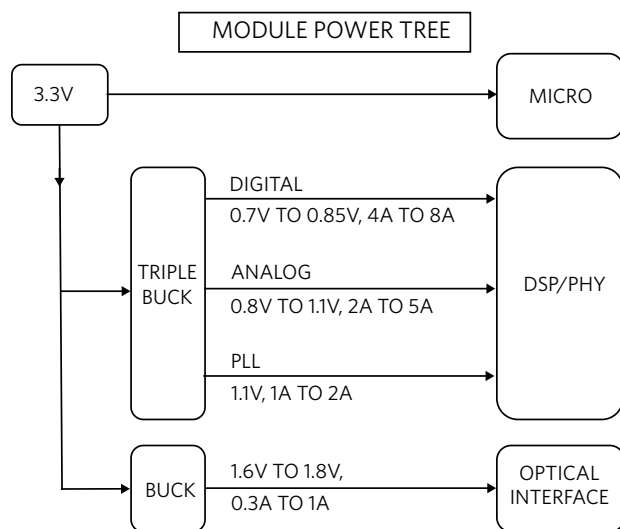 MODULE POWER TREE
3.3V
MICRO
DIGITAL
0.7V TO 0.85V, 4A TO 8A
TRIPLE
BUCK
ANALOG
0.8V TO 1.1V, 2A TO 5A
DSP/PHY
PLL
1.1V, 1A TO 2A
BUCK
1.6V TO 1.8V,
0.3A TO 1A
OPTICAL
INTERFACE